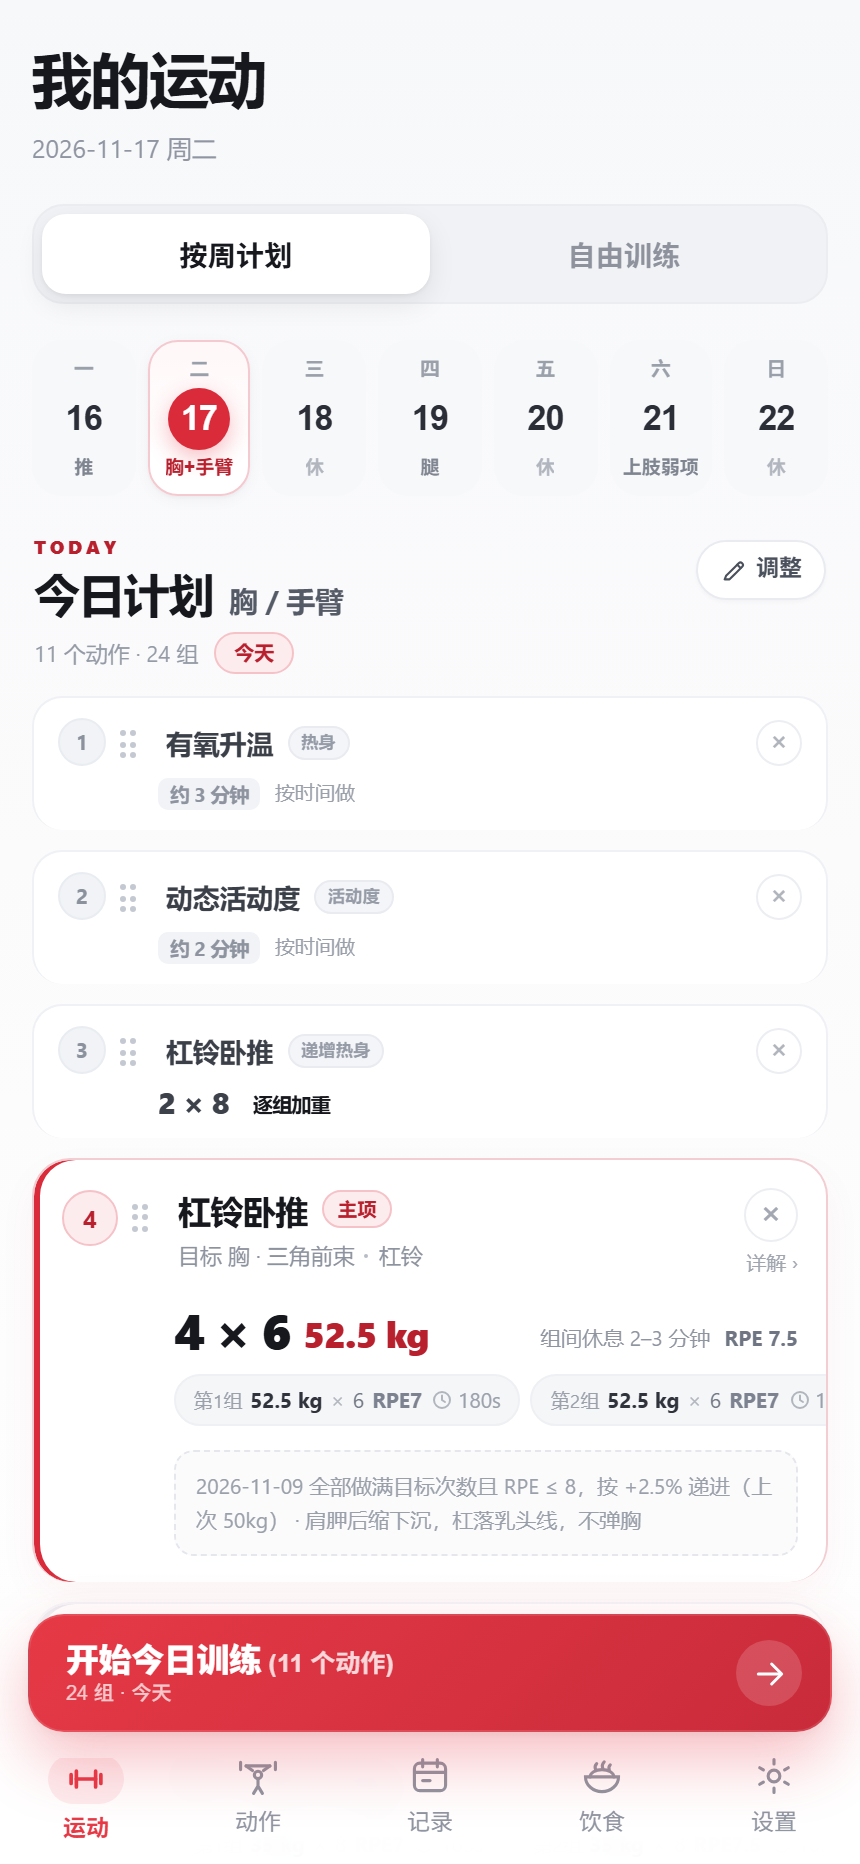 我的运动
2026-11-17 周二
按周计划 自由训练
一 二 三 四 五 六 日
16 17 18 19 20 21 22
推 胸+手臂 休 腿 休 上肢弱项 休
TODAY
今日计划 胸 / 手臂 调整
11 个动作 · 24 组 今天
1 有氧升温 热身 ×
约 3 分钟 按时间做
2 动态活动度 活动度 ×
约 2 分钟 按时间做
3 杠铃卧推 递增热身 ×
2 × 8 逐组加重
4 杠铃卧推 主项 ×
目标 胸 · 三角前束 · 杠铃 详解 ›
4 × 6 52.5 kg 组间休息 2–3 分钟 RPE 7.5
第1组 52.5 kg × 6 RPE7 180s 第2组 52.5 kg × 6 RPE7 1
2026-11-09 全部做满目标次数且 RPE ≤ 8，按 +2.5% 递进（上
次 50kg） · 肩胛后缩下沉，杠落乳头线，不弹胸
开始今日训练 (11 个动作)
24 组 · 今天
运动 动作 记录 饮食 设置